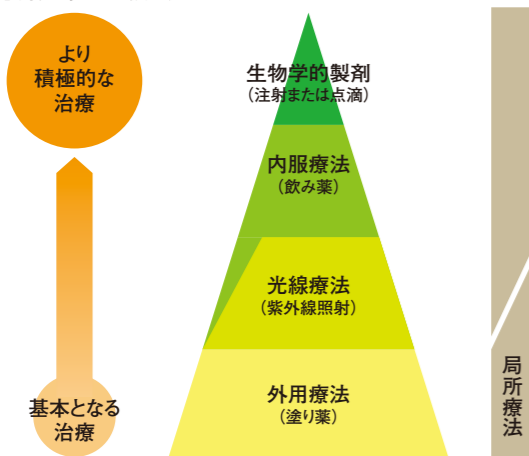 より
積極的な
治療
生物学的製剤
(注射または点滴)
内服療法
(飲み薬)
光線療法
(紫外線照射)
外用療法
(塗り薬)
基本となる
治療
局所療法